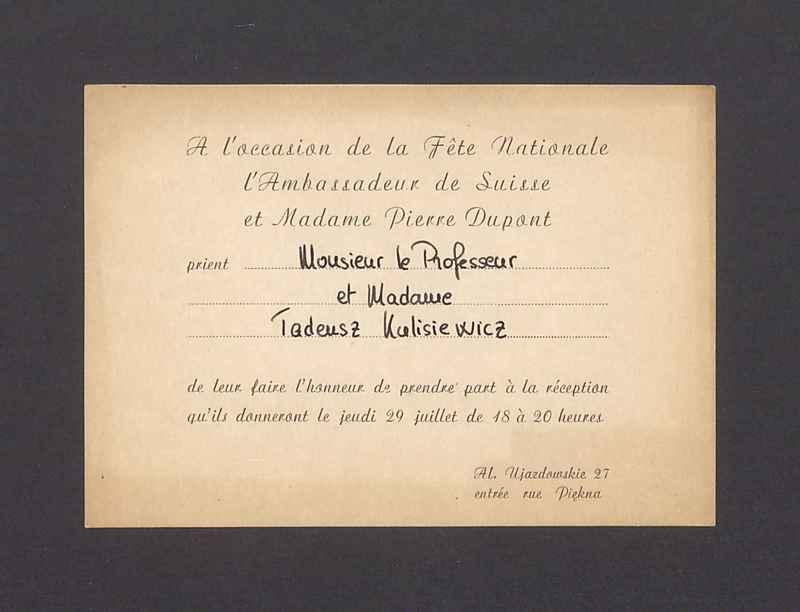 A l'occasion de la Fête Nationale
l'Ambassadeur de Suisse
et Madame Pierre Dupont
prient Monsieur le Professeur
et Madame
Tadeusz Kulisiewicz
de leur faire l'honneur de prendre part à la réception
qu'ils donneront le jeudi 29 juillet de 18 à 20 heures
Al. Ujazdowskie 27
entrée rue Piękna